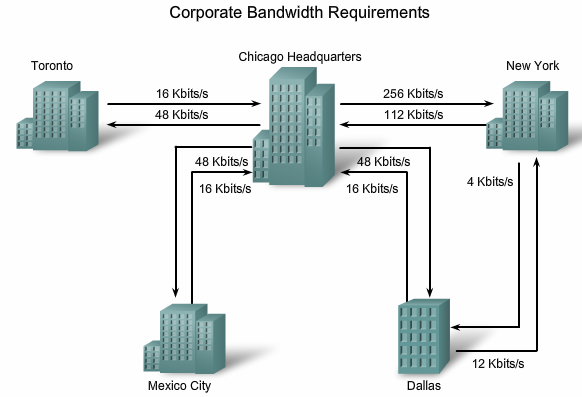 Corporate Bandwidth Requirements
Chicago Headquarters
Toronto
New York
16 Kbits/s
256 Kbits/s
48 Kbits/s
112 Kbits/s
48 Kbits/s
48 Kbits/s
4 Kbits/s
16 Kbits/s
16 Kbits/s
12 Kbits/s
Mexico City
Dallas